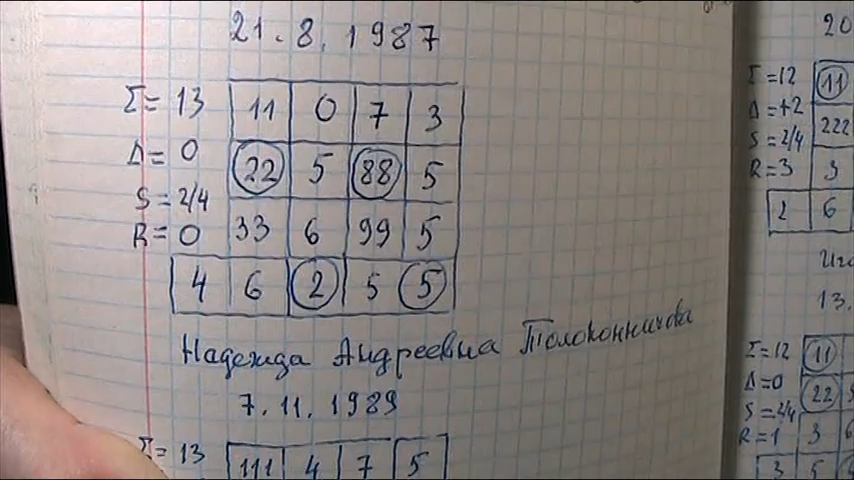 21.8.1987
Σ=13 11 0 7 3
Δ=0 22 5 88 5
S=2/4
R=0 33 6 99 5
4 6 2 5 5
Надежда Андреевна Толоконникова
7.11.1989
Σ=13 111 4 7 5
20
Σ=12 11
Δ=+2 222
S=2/4
R=3 3
2 6
13.
Σ=12 11
Δ=0 22
S=2/4
R=1 3 6
3 5